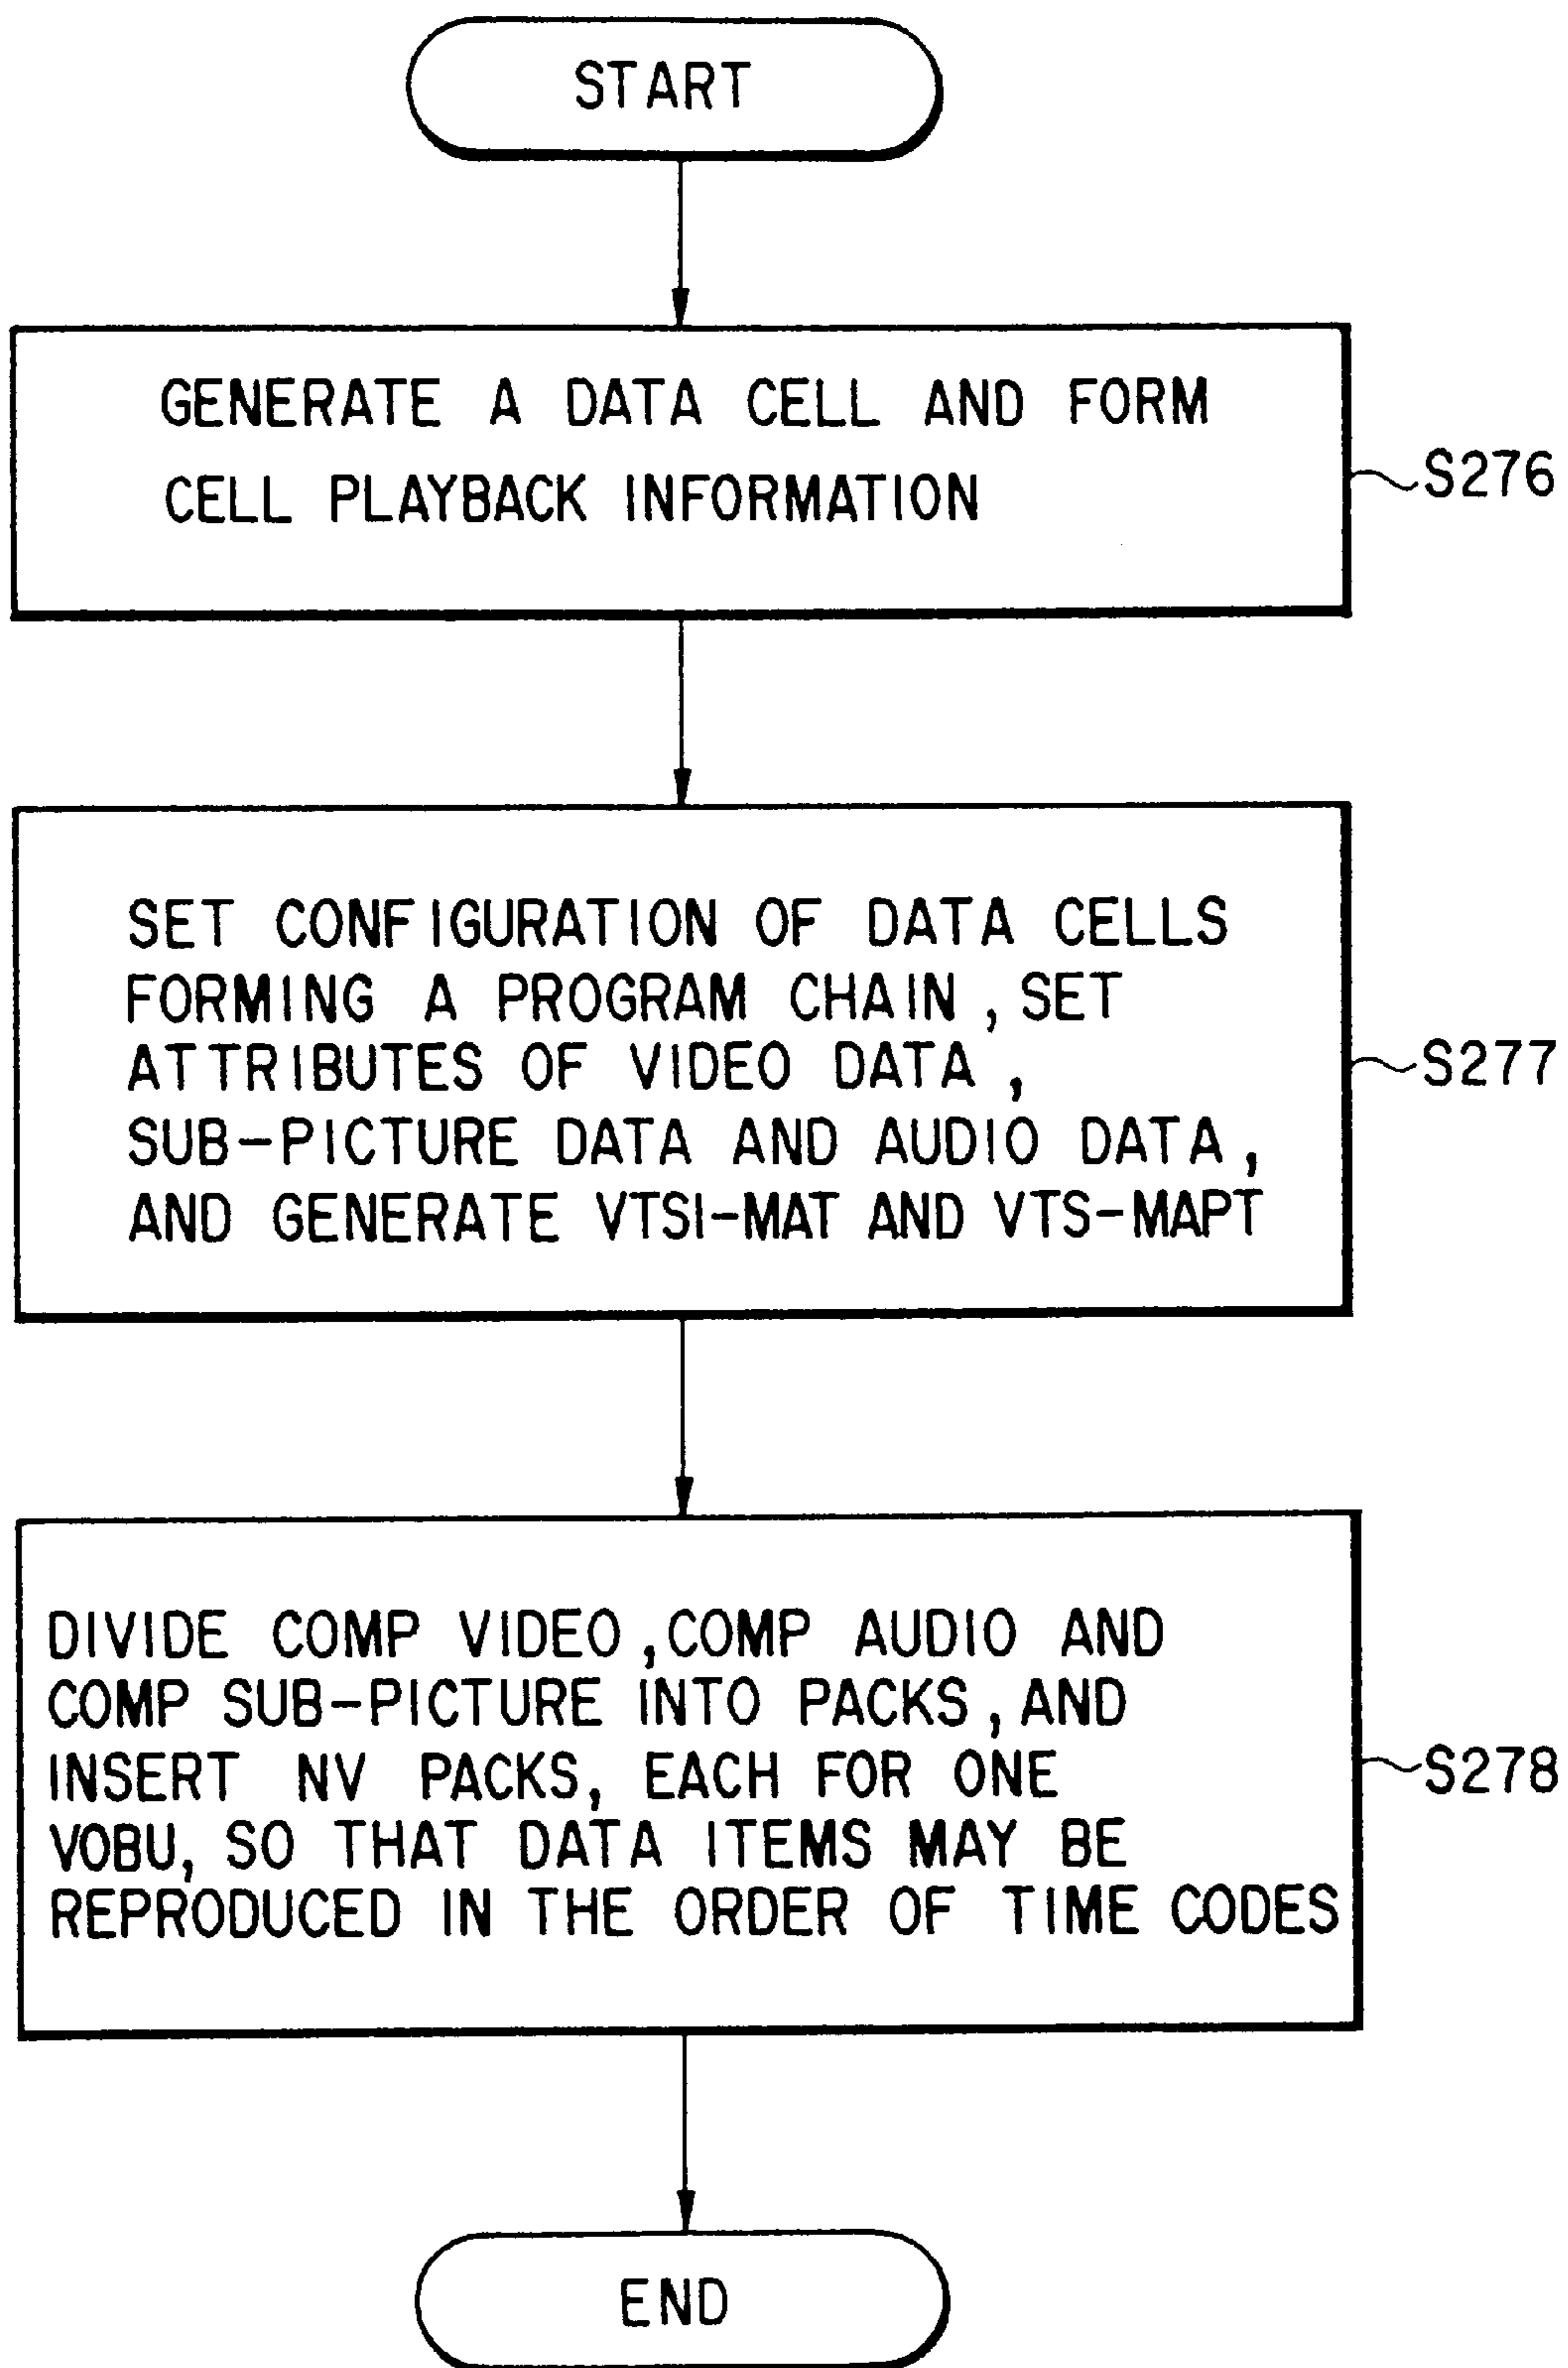 START
GENERATE A DATA CELL AND FORM
CELL PLAYBACK INFORMATION
S276
SET CONFIGURATION OF DATA CELLS
FORMING A PROGRAM CHAIN, SET
ATTRIBUTES OF VIDEO DATA,
SUB-PICTURE DATA AND AUDIO DATA,
AND GENERATE VTSI-MAT AND VTS-MAPT
S277
DIVIDE COMP VIDEO, COMP AUDIO AND
COMP SUB-PICTURE INTO PACKS, AND
INSERT NV PACKS, EACH FOR ONE
VOBU, SO THAT DATA ITEMS MAY BE
REPRODUCED IN THE ORDER OF TIME CODES
S278
END